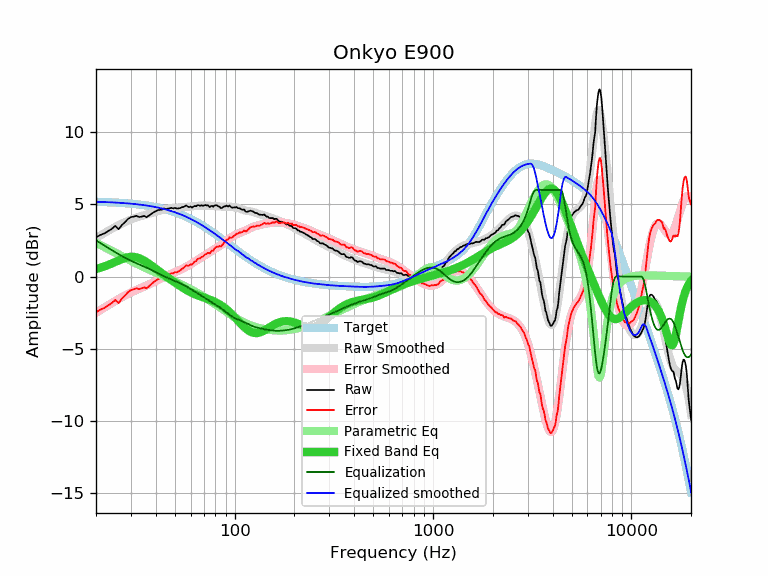 Onkyo E900
Amplitude (dBr)
10
5
0
−5
−10
−15
Target
Raw Smoothed
Error Smoothed
Raw
Error
Parametric Eq
Fixed Band Eq
Equalization
Equalized smoothed
100
1000
10000
Frequency (Hz)